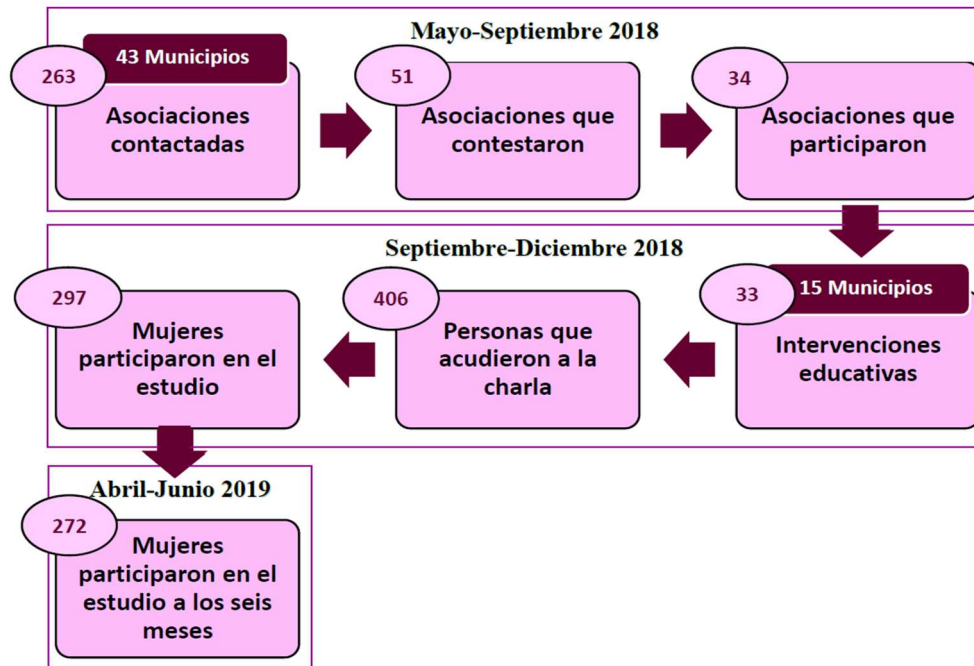 Mayo-Septiembre 2018
43 Municipios
263
Asociaciones
contactadas
51
Asociaciones que
contestaron
34
Asociaciones que
participaron
Septiembre-Diciembre 2018
15 Municipios
33
Intervenciones
educativas
406
Personas que
acudieron a la
charla
297
Mujeres
participaron en el
estudio
Abril-Junio 2019
272
Mujeres
participaron en el
estudio a los seis
meses